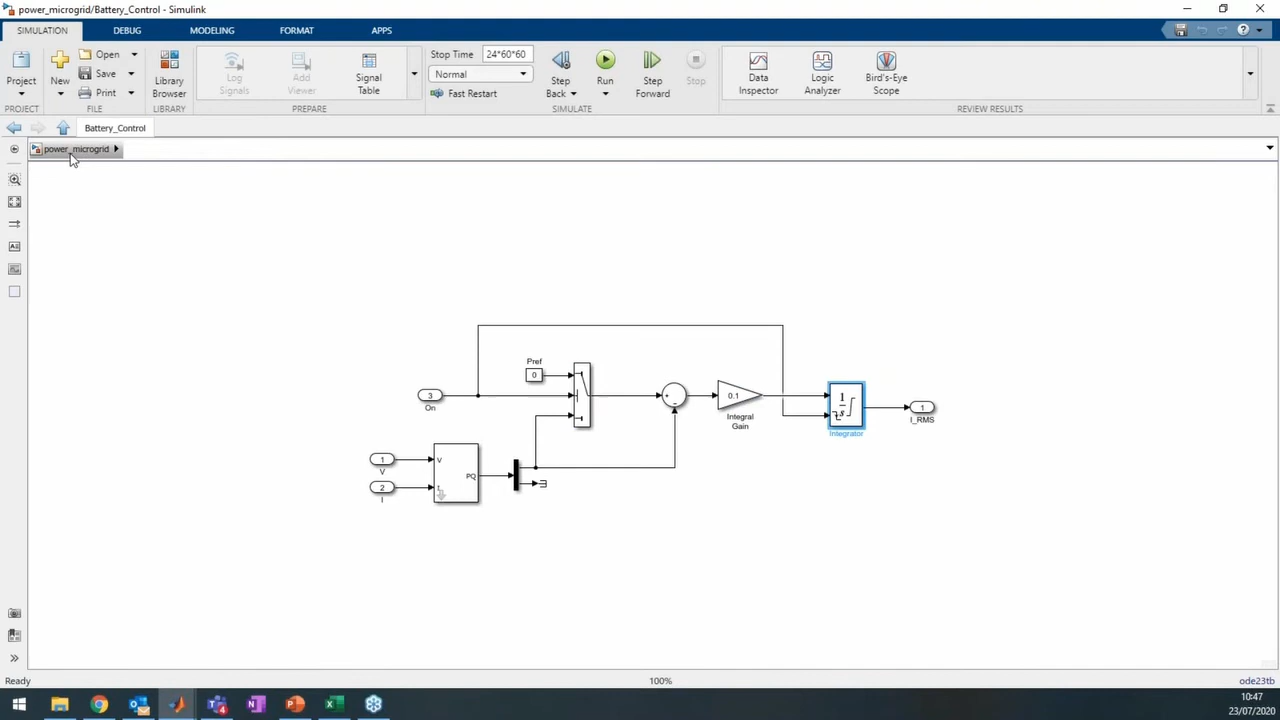 power_microgrid/Battery_Control - Simulink
SIMULATION DEBUG MODELING FORMAT APPS
Project
New
Open
Save
Print
Library Browser
Log Signals
Add Viewer
Signal Table
Stop Time 24*60*60
Normal
Fast Restart
Step Back
Run
Step Forward
Stop
Data Inspector
Logic Analyzer
Bird's-Eye Scope
PROJECT FILE LIBRARY PREPARE SIMULATE REVIEW RESULTS
Battery_Control
power_microgrid
Pref
0
3
On
1
V
2
I
V
I
PQ
+
-
0.1
Integral
Gain
1
s
Integrator
1
I_RMS
Ready 100% ode23tb
10:47
23/07/2020